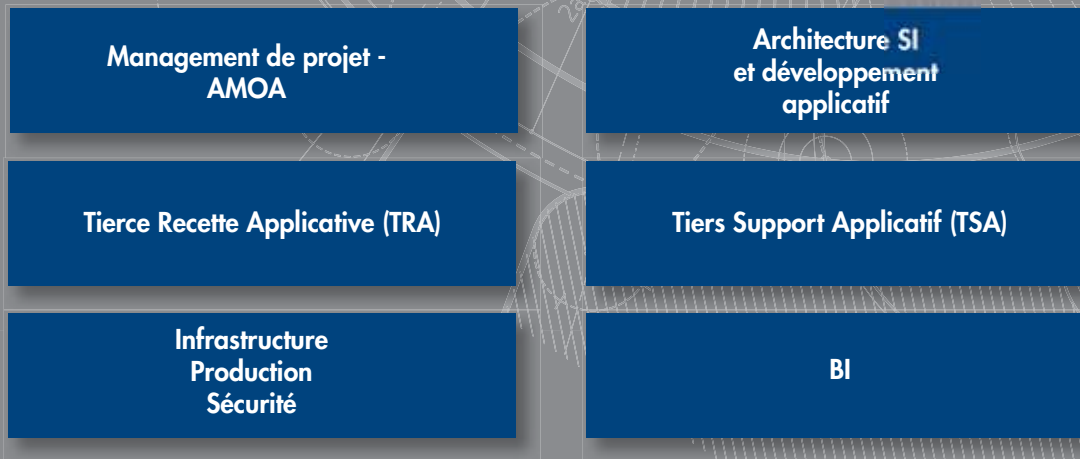 Management de projet -
AMOA
Architecture SI
et développement
applicatif
Tierce Recette Applicative (TRA)
Tiers Support Applicatif (TSA)
Infrastructure
Production
Sécurité
BI